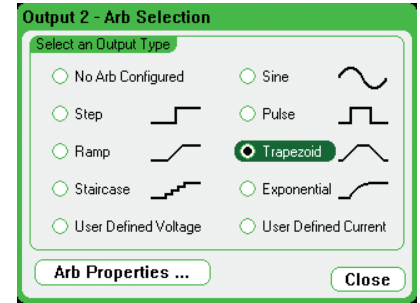 Output 2 - Arb Selection
Select an Output Type
No Arb Configured
Sine
Step
Pulse
Ramp
Trapezoid
Staircase
Exponential
User Defined Voltage
User Defined Current
Arb Properties ...
Close